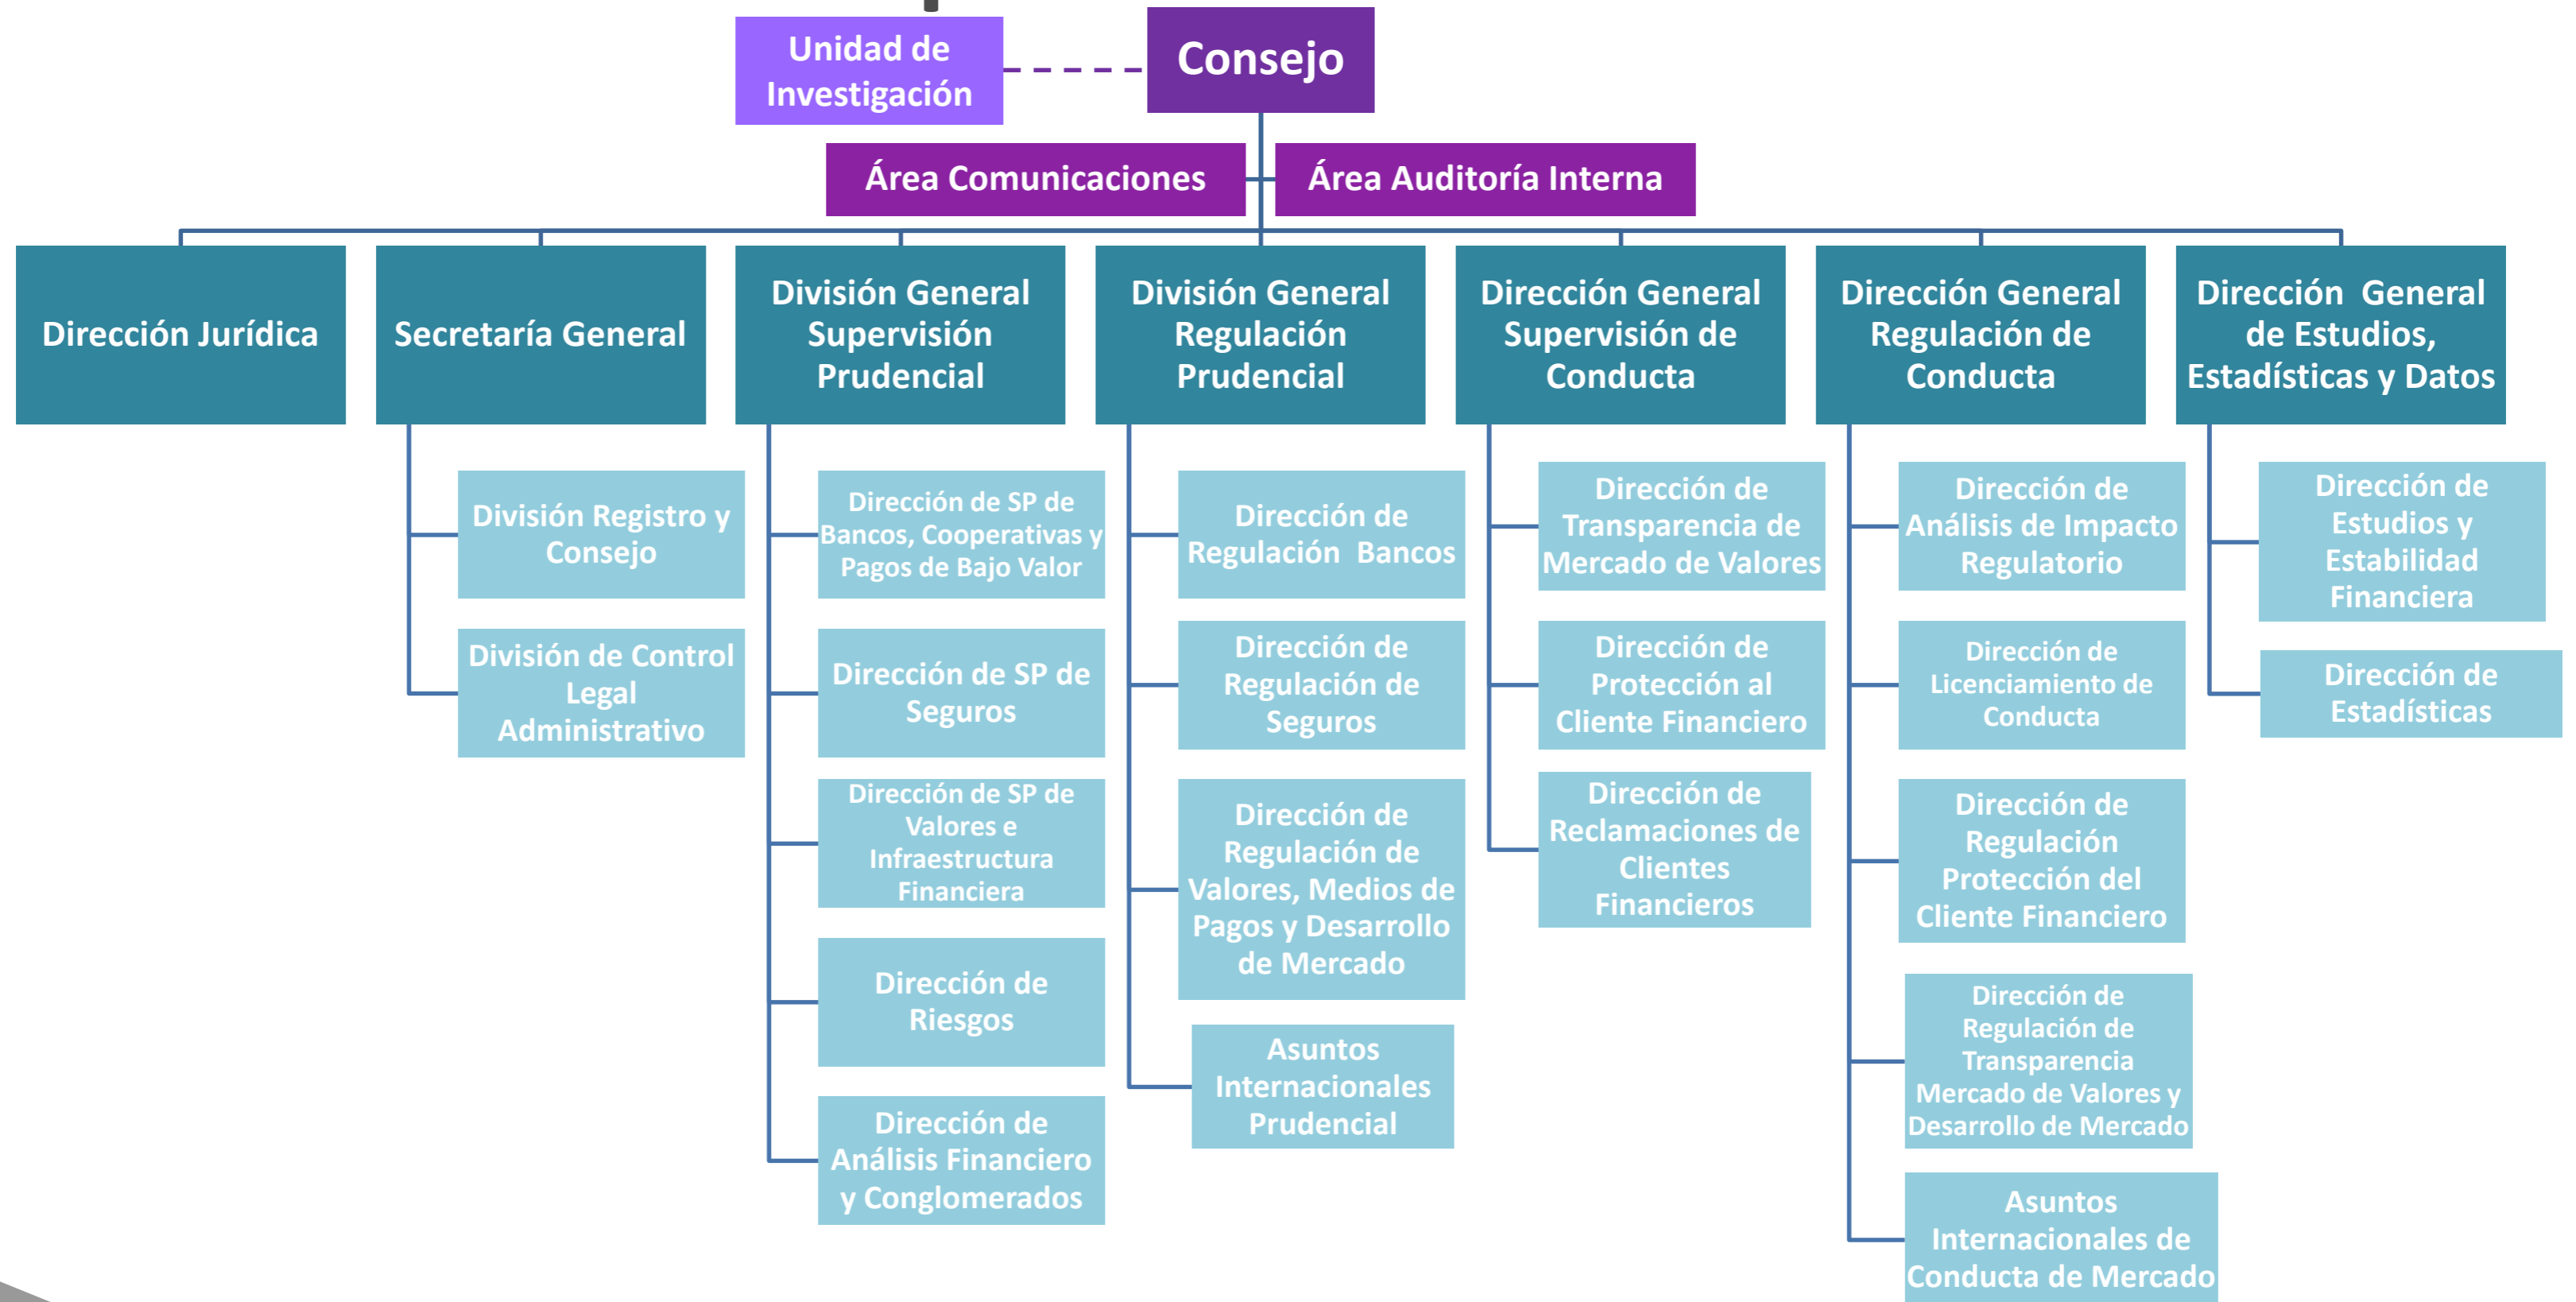 Unidad de
Investigación
Consejo
Área Comunicaciones
Área Auditoría Interna
Dirección Jurídica
Secretaría General
División General
Supervisión
Prudencial
División General
Regulación
Prudencial
Dirección General
Supervisión de
Conducta
Dirección General
Regulación de
Conducta
Dirección General
de Estudios,
Estadísticas y Datos
División Registro y
Consejo
División de Control
Legal
Administrativo
Dirección de SP de
Bancos, Cooperativas y
Pagos de Bajo Valor
Dirección de SP de
Seguros
Dirección de SP de
Valores e
Infraestructura
Financiera
Dirección de
Riesgos
Dirección de
Análisis Financiero
y Conglomerados
Dirección de
Regulación Bancos
Dirección de
Regulación de
Seguros
Dirección de
Regulación de
Valores, Medios de
Pagos y Desarrollo
de Mercado
Asuntos
Internacionales
Prudencial
Dirección de
Transparencia de
Mercado de Valores
Dirección de
Protección al
Cliente Financiero
Dirección de
Reclamaciones de
Clientes
Financieros
Dirección de
Análisis de Impacto
Regulatorio
Dirección de
Licenciamiento de
Conducta
Dirección de
Regulación
Protección del
Cliente Financiero
Dirección de
Regulación de
Transparencia
Mercado de Valores y
Desarrollo de Mercado
Asuntos
Internacionales de
Conducta de Mercado
Dirección de
Estudios y
Estabilidad
Financiera
Dirección de
Estadísticas